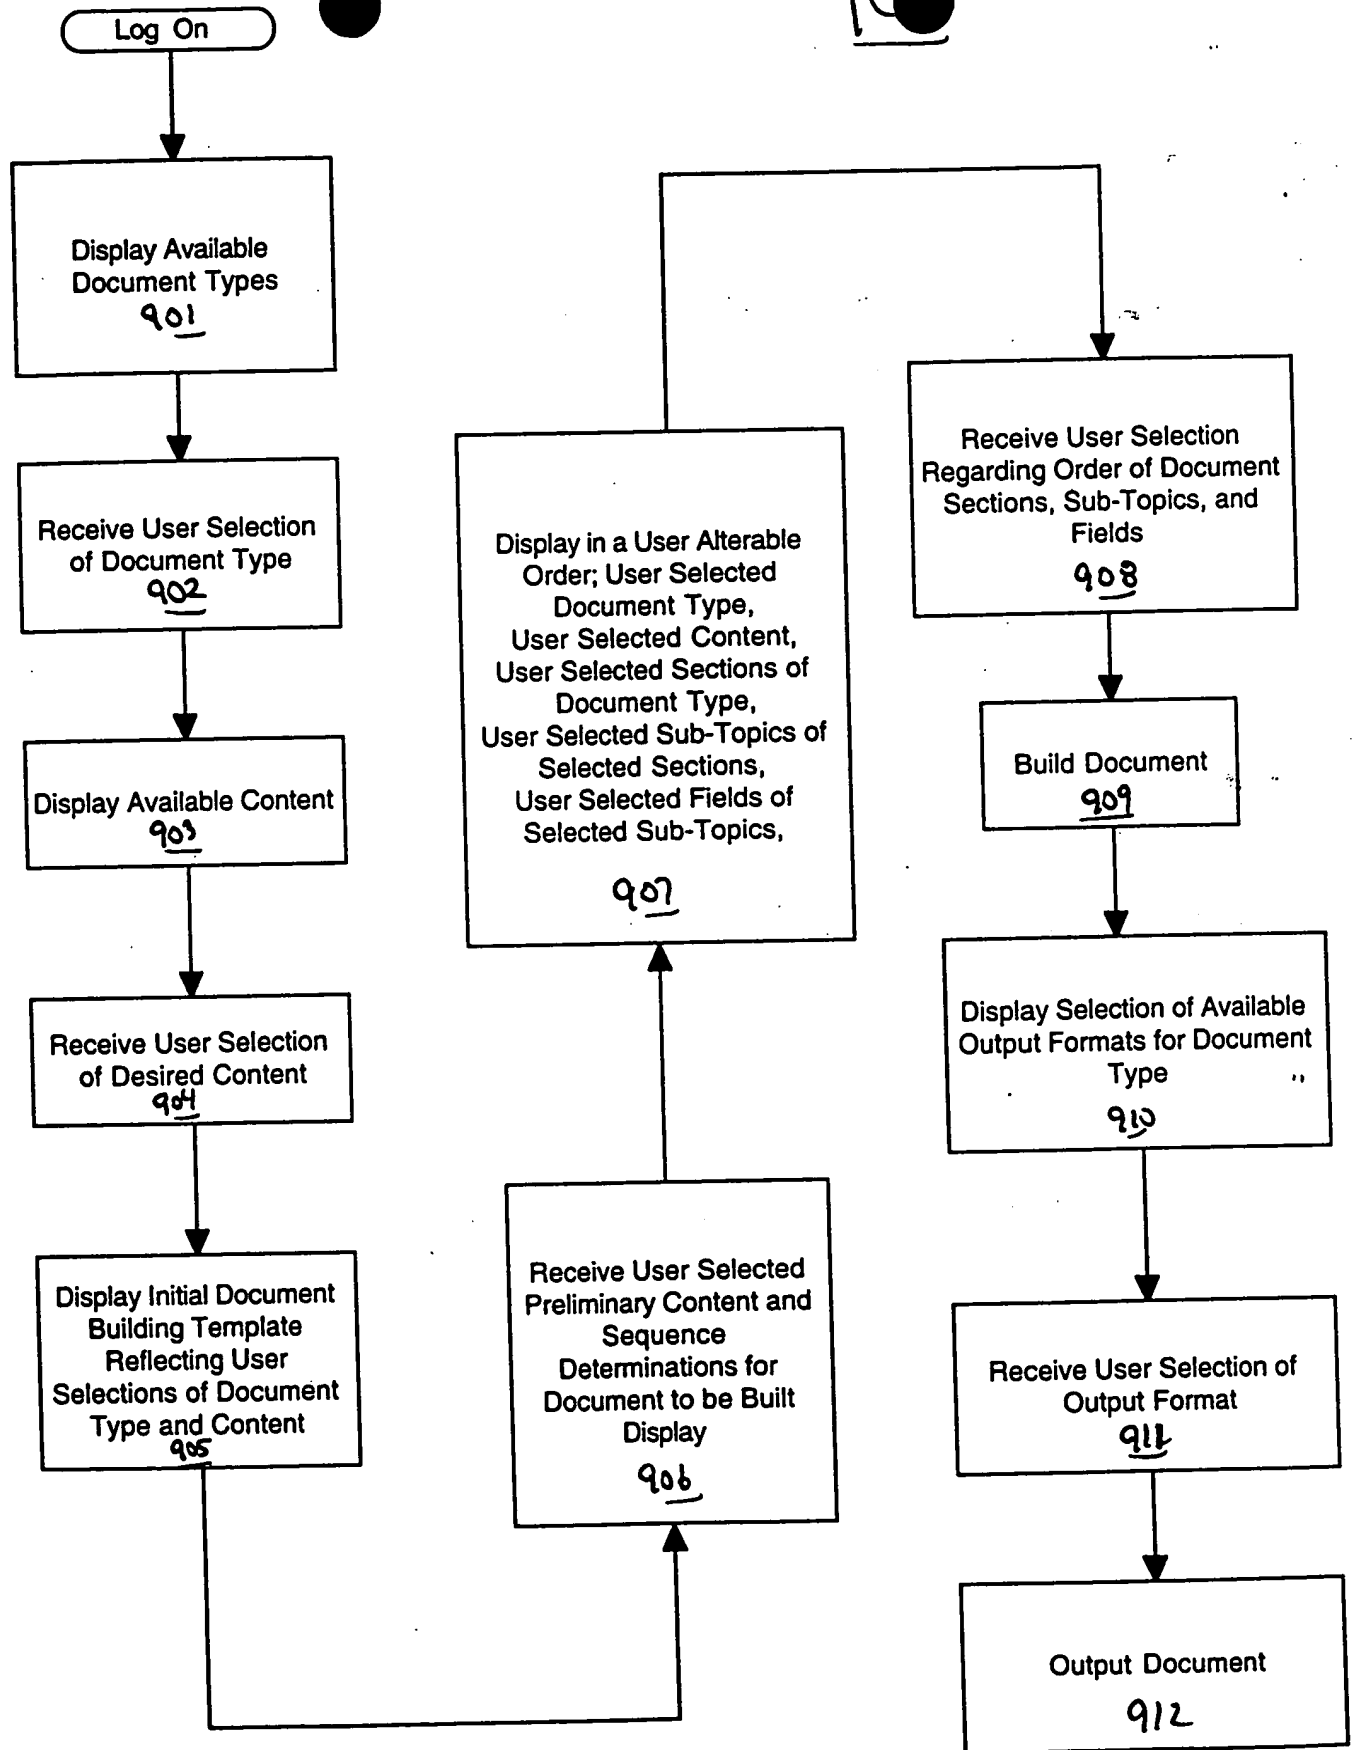 Log On
Display Available
Document Types
901
Receive User Selection
of Document Type
902
Display Available Content
903
Receive User Selection
of Desired Content
904
Display Initial Document
Building Template
Reflecting User
Selections of Document
Type and Content
905
Receive User Selected
Preliminary Content and
Sequence
Determinations for
Document to be Built
Display
906
Display in a User Alterable
Order; User Selected
Document Type,
User Selected Content,
User Selected Sections of
Document Type,
User Selected Sub-Topics of
Selected Sections,
User Selected Fields of
Selected Sub-Topics,
907
Receive User Selection
Regarding Order of Document
Sections, Sub-Topics, and
Fields
908
Build Document
909
Display Selection of Available
Output Formats for Document
Type
910
Receive User Selection of
Output Format
911
Output Document
912